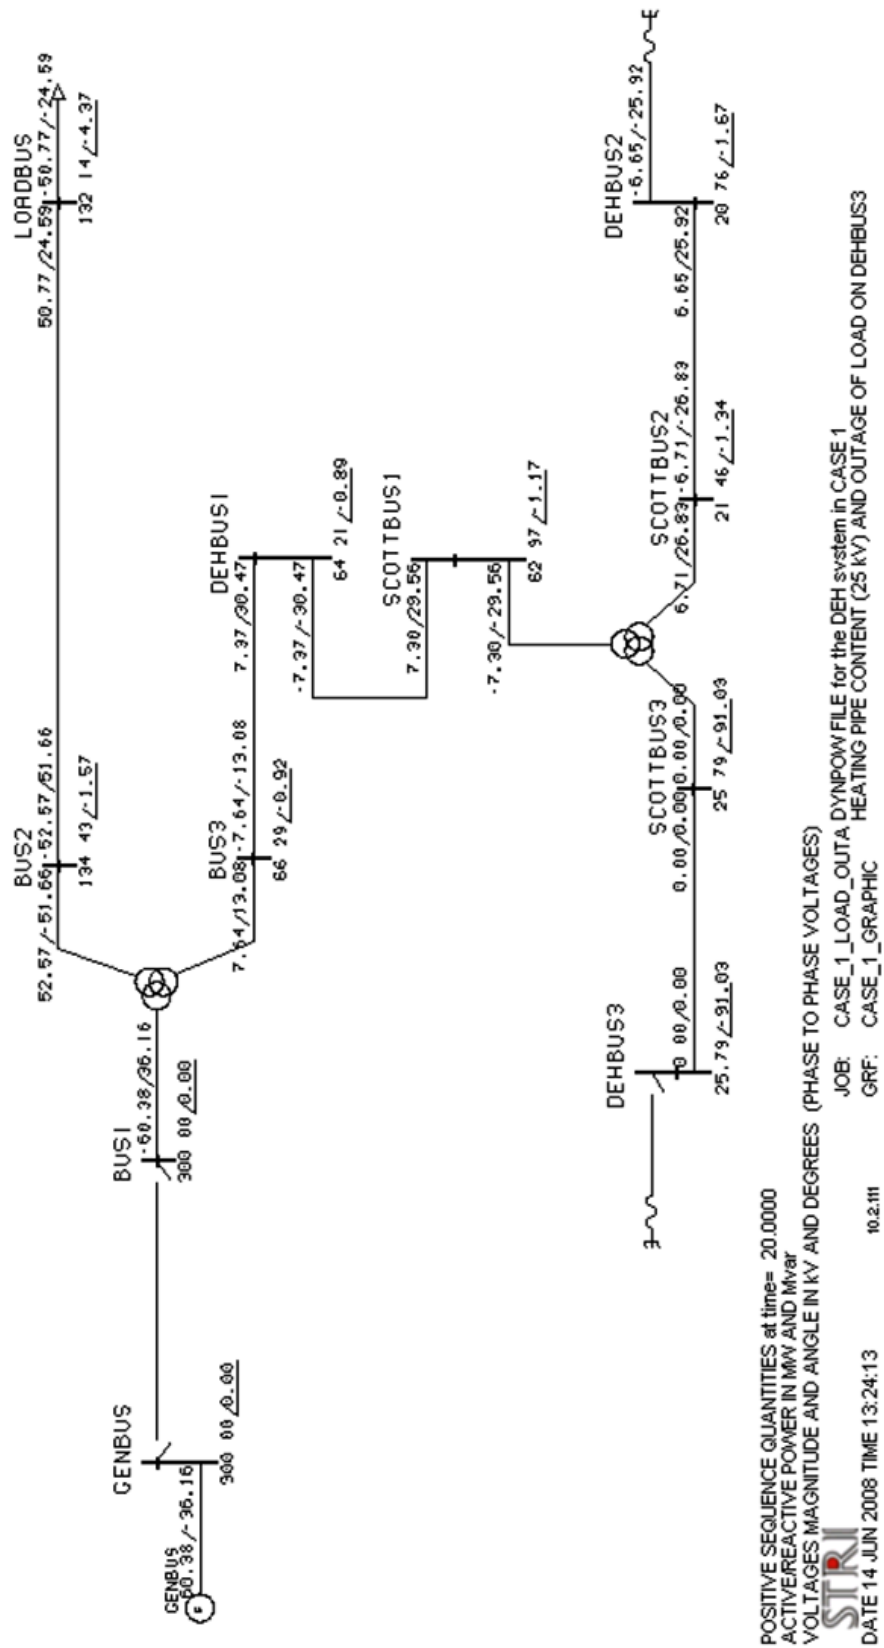 GENBUS
GENBUS
60.38/-36.16
300 00/0.00
BUS1
-60.38/36.16
300 00/0.00
BUS2
52.57/-51.66
-52.57/51.66
134 43/-1.57
LOADBUS
50.77/24.59
-50.77/-24.59
132 14/-4.37
BUS3
7.64/13.08
-7.64/-13.08
66 29/-0.92
DEHBUS1
7.37/30.47
-7.37/-30.47
64 21/-0.89
SCOTTBUS1
7.30/29.56
-7.30/-29.56
62 97/-1.17
DEHBUS3
0 00/0.00
25.79/-91.03
SCOTTBUS3
0.00/0.00
0.00/0.00
25 79/-91.03
SCOTTBUS2
6.71/26.83
-6.71/-26.83
21 46/-1.34
DEHBUS2
6.65/25.92
-6.65/-25.92
20 76/-1.67
POSITIVE SEQUENCE QUANTITIES at time= 20.0000
ACTIVE/REACTIVE POWER IN MW AND Mvar
VOLTAGES MAGNITUDE AND ANGLE IN kV AND DEGREES (PHASE TO PHASE VOLTAGES)
STRI
JOB: CASE_1_LOAD_OUTA DYNPOW FILE for the DEH system in CASE 1
DATE 14 JUN 2008 TIME 13:24:13 10.2.111 GRF: CASE_1_GRAPHIC HEATING PIPE CONTENT (25 kV) AND OUTAGE OF LOAD ON DEHBUS3